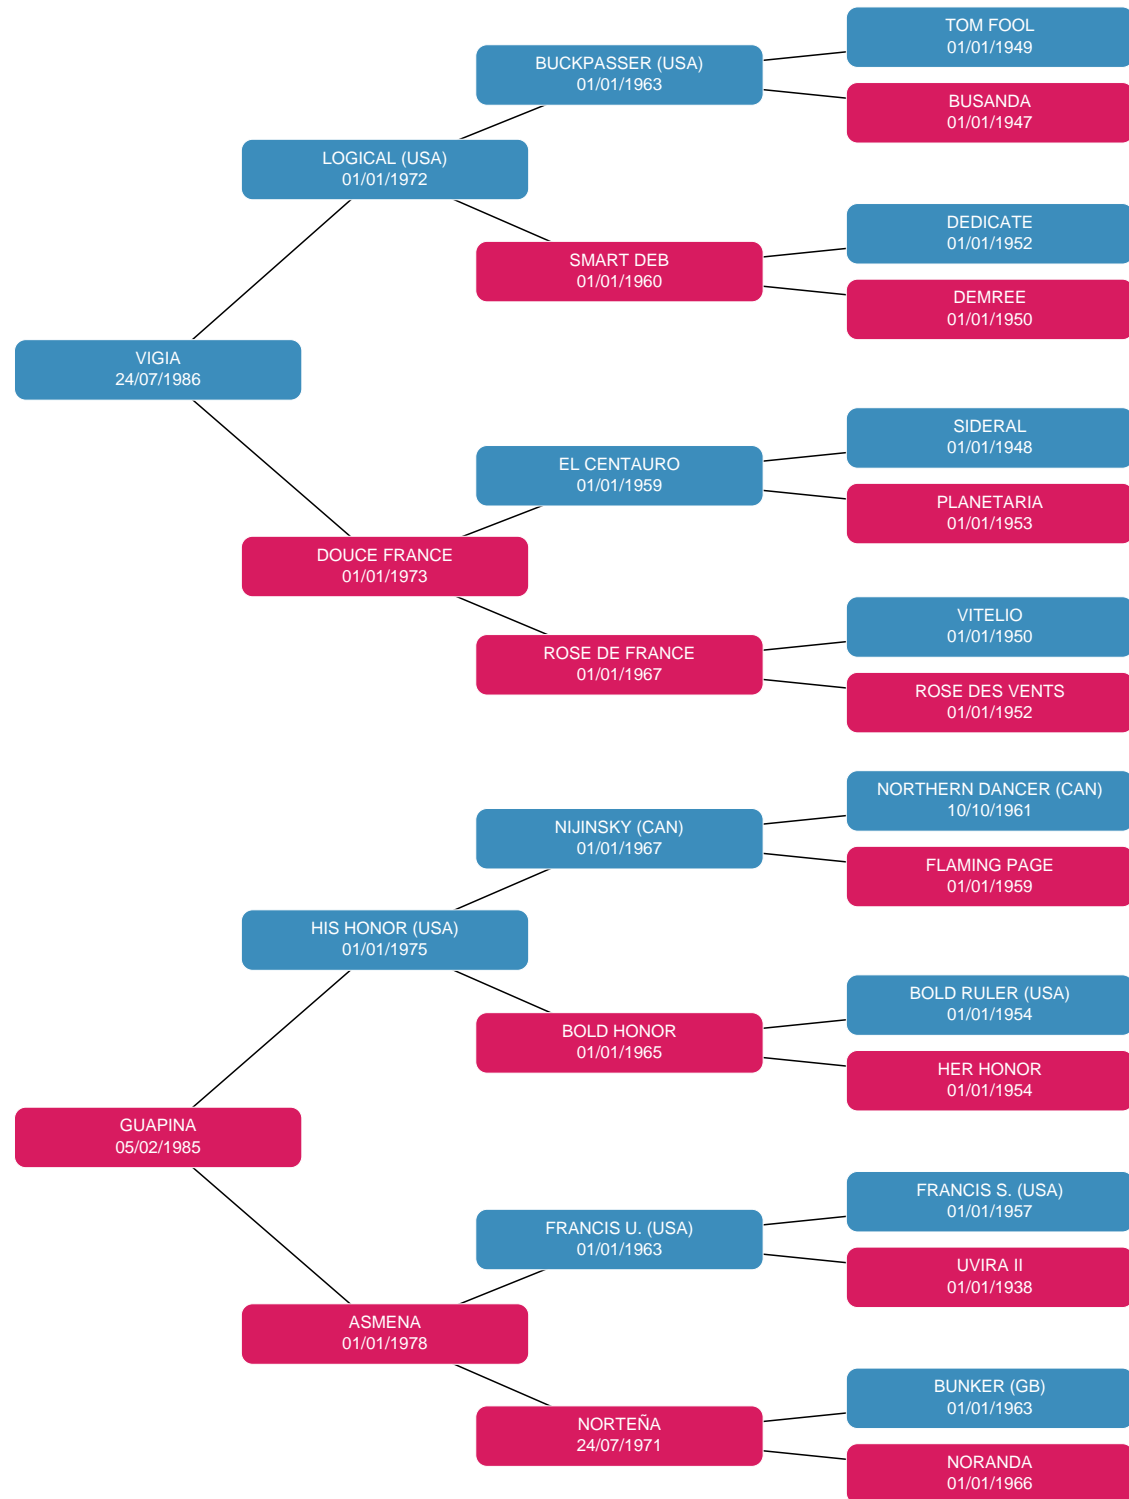 TOM FOOL
01/01/1949
BUCKPASSER (USA)
01/01/1963
BUSANDA
01/01/1947
LOGICAL (USA)
01/01/1972
DEDICATE
01/01/1952
SMART DEB
01/01/1960
DEMREE
01/01/1950
VIGIA
24/07/1986
SIDERAL
01/01/1948
EL CENTAURO
01/01/1959
PLANETARIA
01/01/1953
DOUCE FRANCE
01/01/1973
VITELIO
01/01/1950
ROSE DE FRANCE
01/01/1967
ROSE DES VENTS
01/01/1952
NORTHERN DANCER (CAN)
10/10/1961
NIJINSKY (CAN)
01/01/1967
FLAMING PAGE
01/01/1959
HIS HONOR (USA)
01/01/1975
BOLD RULER (USA)
01/01/1954
BOLD HONOR
01/01/1965
HER HONOR
01/01/1954
GUAPINA
05/02/1985
FRANCIS S. (USA)
01/01/1957
FRANCIS U. (USA)
01/01/1963
UVIRA II
01/01/1938
ASMENA
01/01/1978
BUNKER (GB)
01/01/1963
NORTEÑA
24/07/1971
NORANDA
01/01/1966